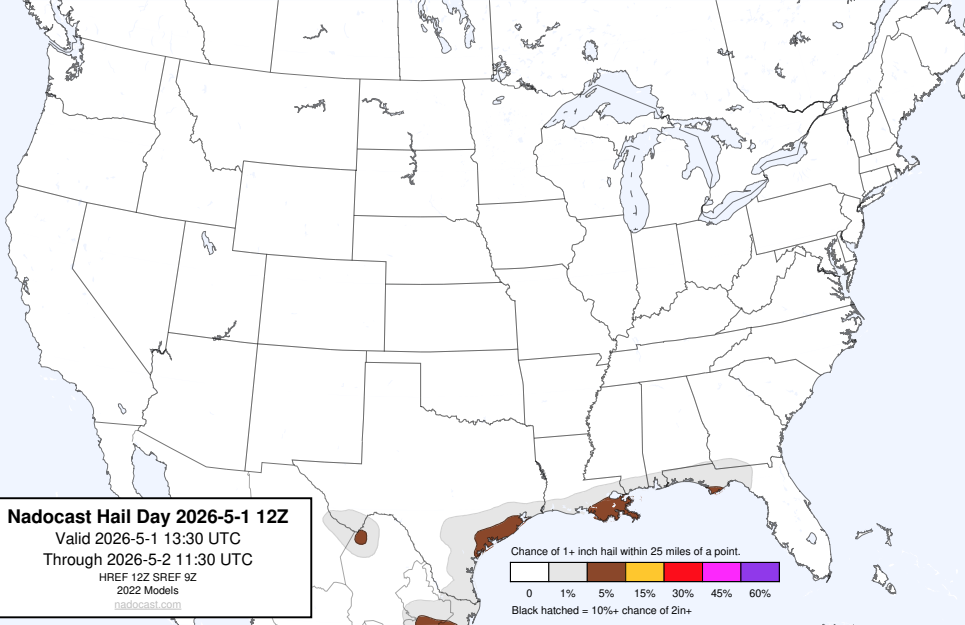 Nadocast Hail Day 2026-5-1 12Z
Valid 2026-5-1 13:30 UTC
Through 2026-5-2 11:30 UTC
HREF 12Z SREF 9Z
2022 Models
nadocast.com
Chance of 1+ inch hail within 25 miles of a point.
0 1% 5% 15% 30% 45% 60%
Black hatched = 10%+ chance of 2in+